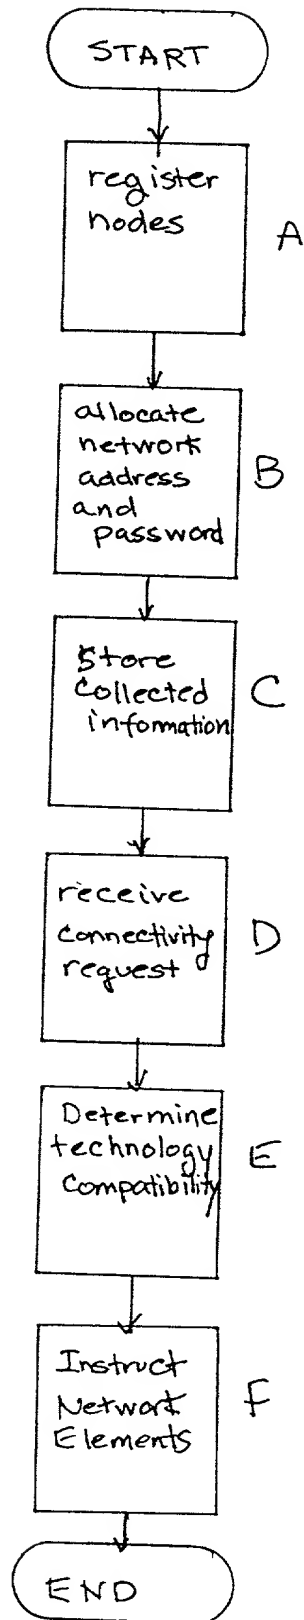 START
register
nodes
A
allocate
network
address
and
password
B
Store
Collected
information
C
receive
connectivity
request
D
Determine
technology
Compatibility
E
Instruct
Network
Elements
F
END